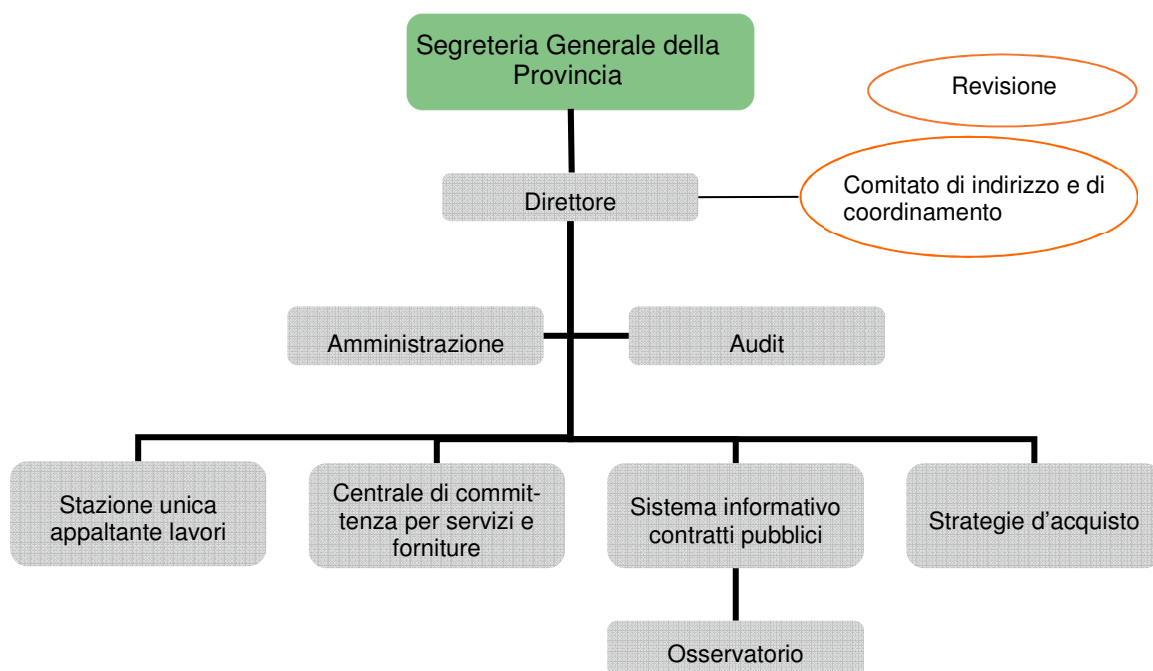 Segreteria Generale della
Provincia
Revisione
Direttore
Comitato di indirizzo e di
coordinamento
Amministrazione
Audit
Stazione unica
appaltante lavori
Centrale di commit-
tenza per servizi e
forniture
Sistema informativo
contratti pubblici
Strategie d’acquisto
Osservatorio